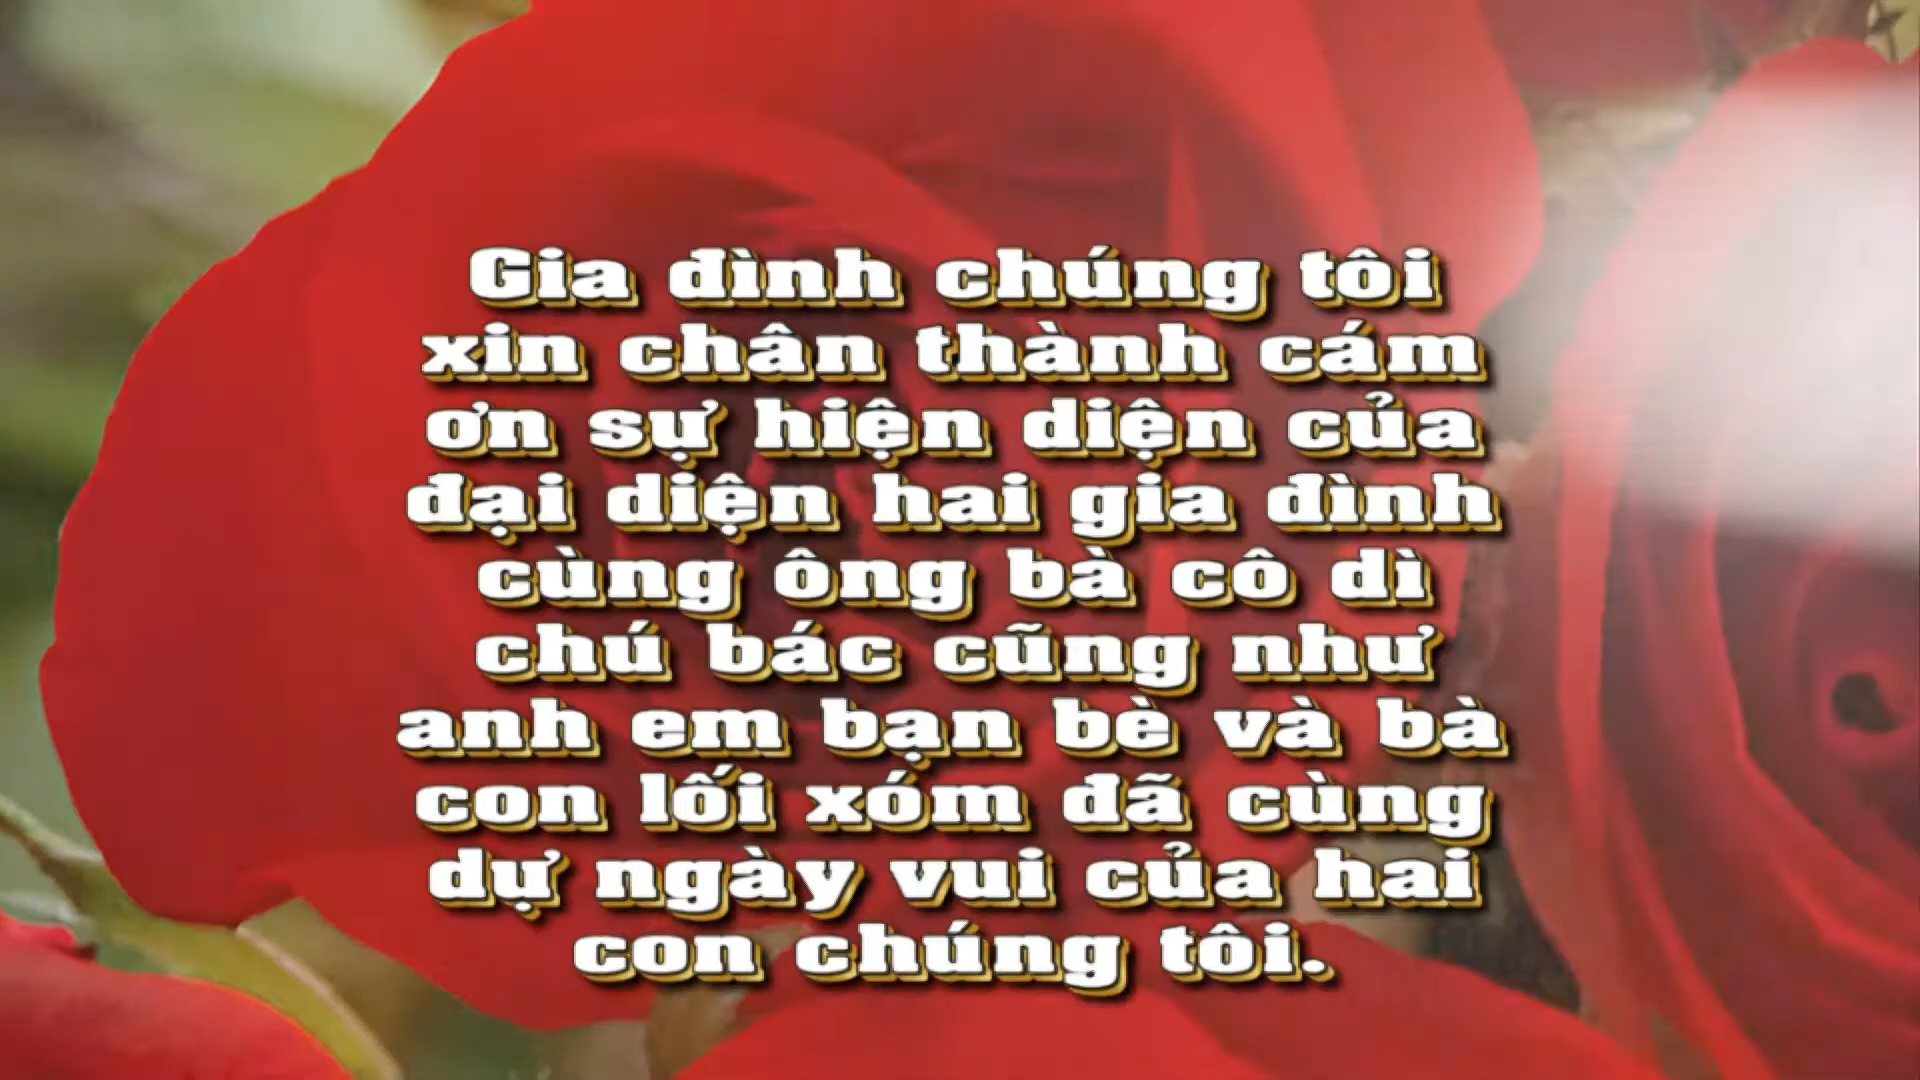 Gia đình chúng tôi
xin chân thành cám
ơn sự hiện diện của
đại diện hai gia đình
cùng ông bà cô dì
chú bác cũng như
anh em bạn bè và bà
con lối xóm đã cùng
dự ngày vui của hai
con chúng tôi.